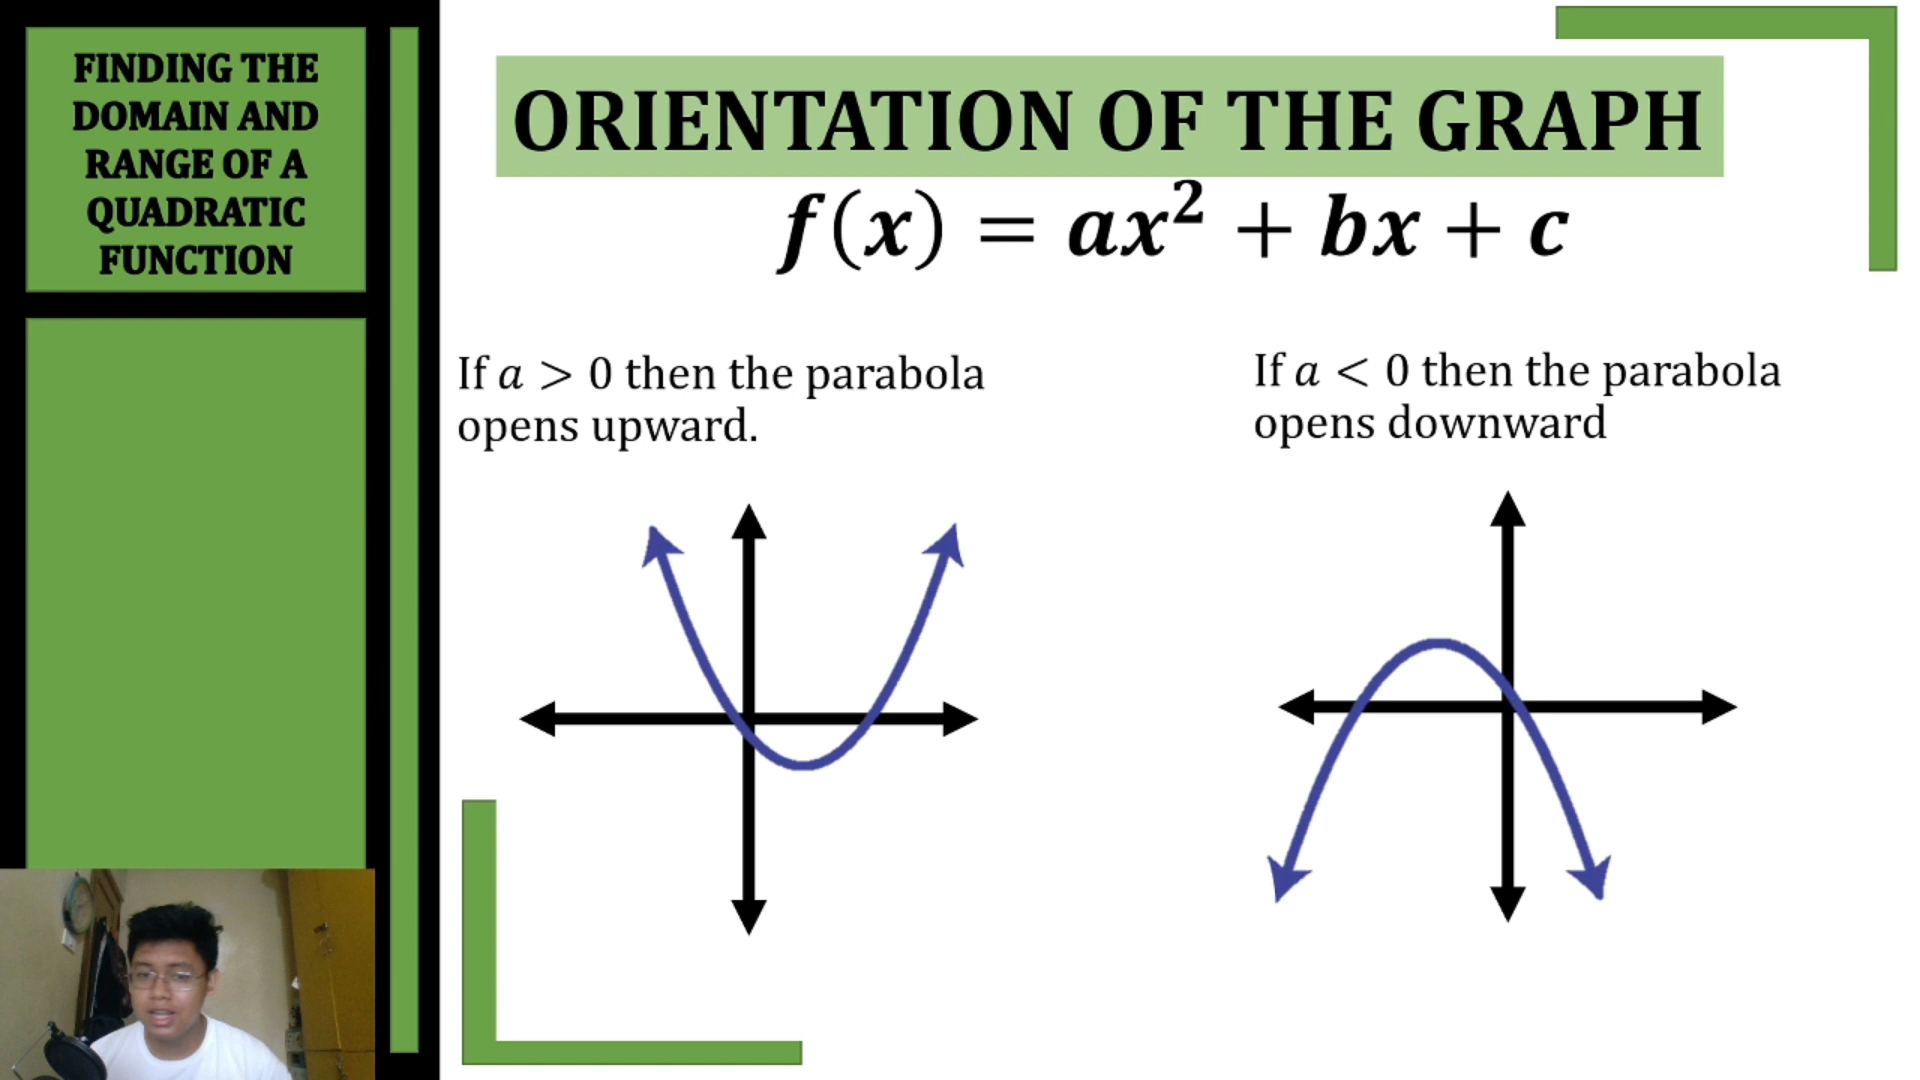 FINDING THE
DOMAIN AND
RANGE OF A
QUADRATIC
FUNCTION
ORIENTATION OF THE GRAPH
f(x) = ax² + bx + c
If a > 0 then the parabola
opens upward.
If a < 0 then the parabola
opens downward